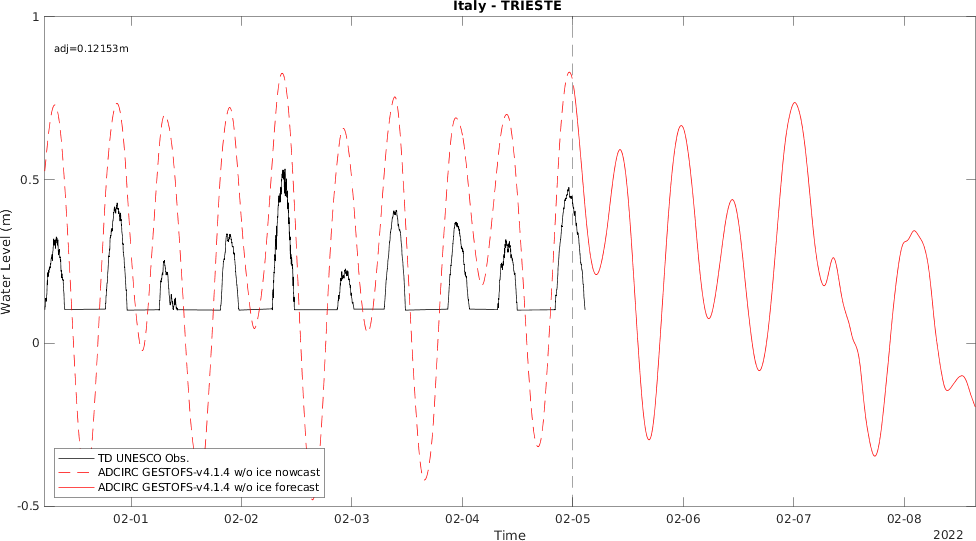 Italy - TRIESTE
adj=0.12153m
1
0.5
0
-0.5
Water Level (m)
TD UNESCO Obs.
ADCIRC GESTOFS-v4.1.4 w/o ice nowcast
ADCIRC GESTOFS-v4.1.4 w/o ice forecast
02-01 02-02 02-03 02-04 02-05 02-06 02-07 02-08
Time
2022